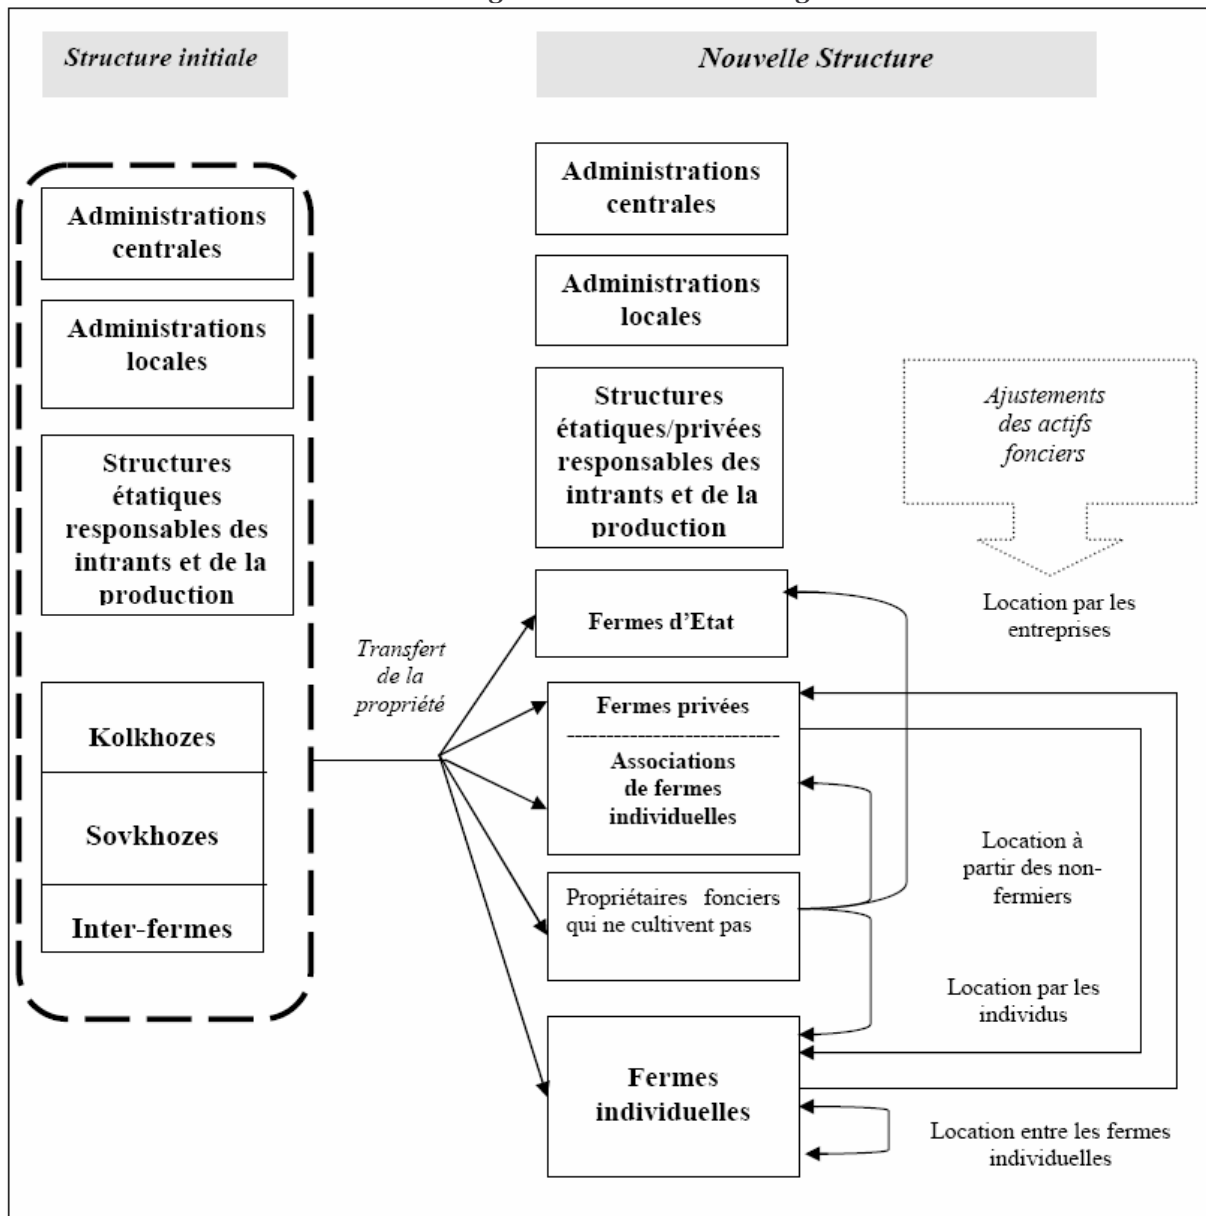 Structure initiale
Nouvelle Structure
Administrations
centrales
Administrations
locales
Structures
étatiques
responsables des
intrants et de la
production
Kolkhozes
Sovkhozes
Inter-fermes
Transfert
de la
propriété
Administrations
centrales
Administrations
locales
Structures
étatiques/privées
responsables des
intrants et de la
production
Fermes d'Etat
Fermes privées
---------------------------
Associations
de fermes
individuelles
Propriétaires fonciers
qui ne cultivent pas
Fermes
individuelles
Ajustements
des actifs
fonciers
Location par les
entreprises
Location à
partir des non-
fermiers
Location par les
individus
Location entre les fermes
individuelles